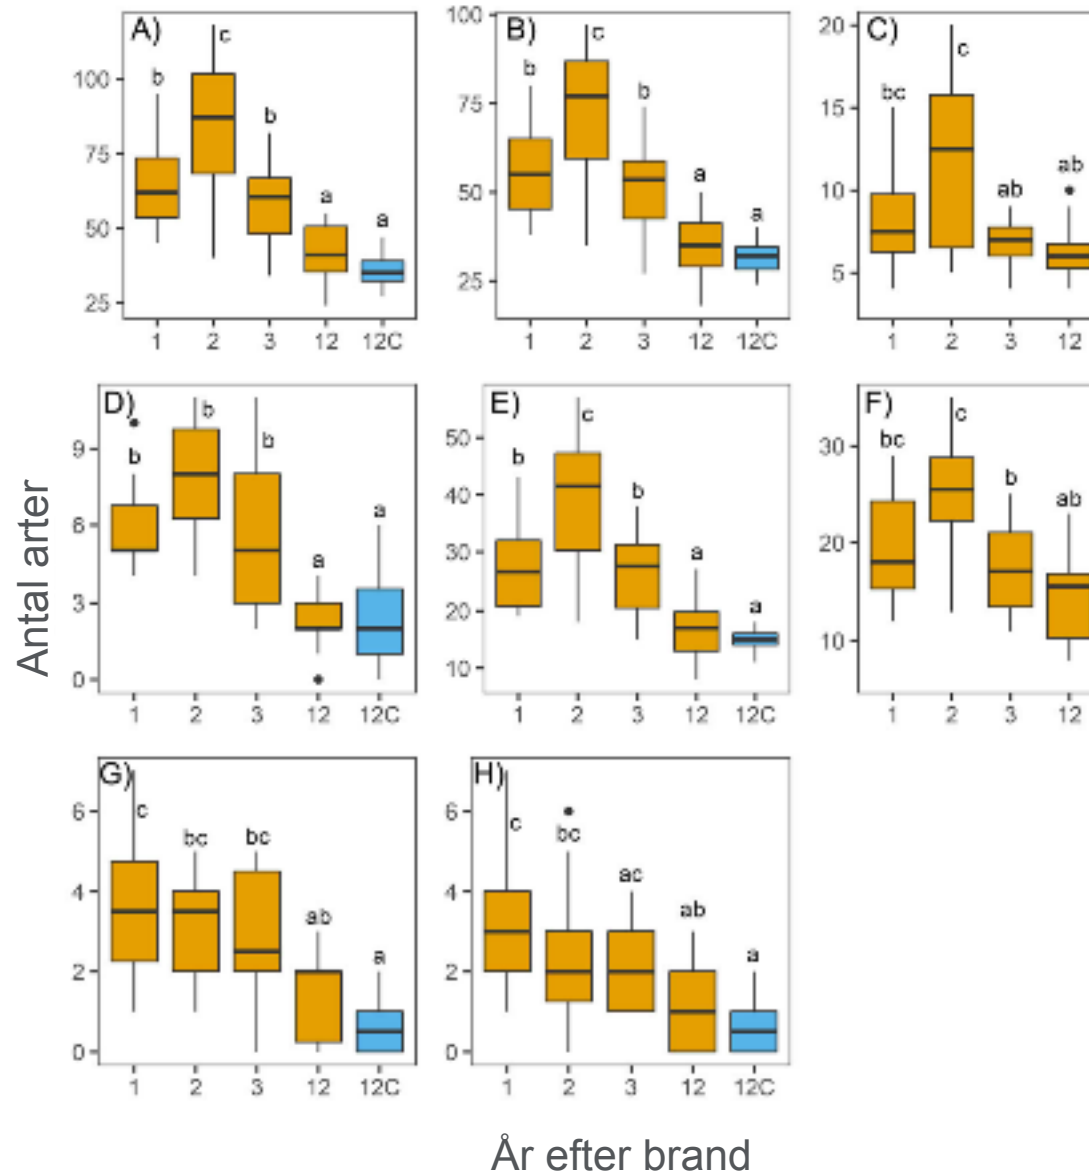 A) B) C)
c c 20
100 100
b b b bc c
75 75 15
a a a a ab ab
50 50 10
25 25 5
1 2 3 12 12C 1 2 3 12 12C 1 2 3 12
D) E) F)
b b b c c
9 50 bc
b b 30 b ab
6 a a 40 a a
30 20
3 20
0 10 10
1 2 3 12 12C 1 2 3 12 12C 1 2 3 12
G) H)
6 c bc bc 6 c bc ac
4 ab a 4 ab a
2 2
0 0
1 2 3 12 12C 1 2 3 12 12C
Antal arter
År efter brand